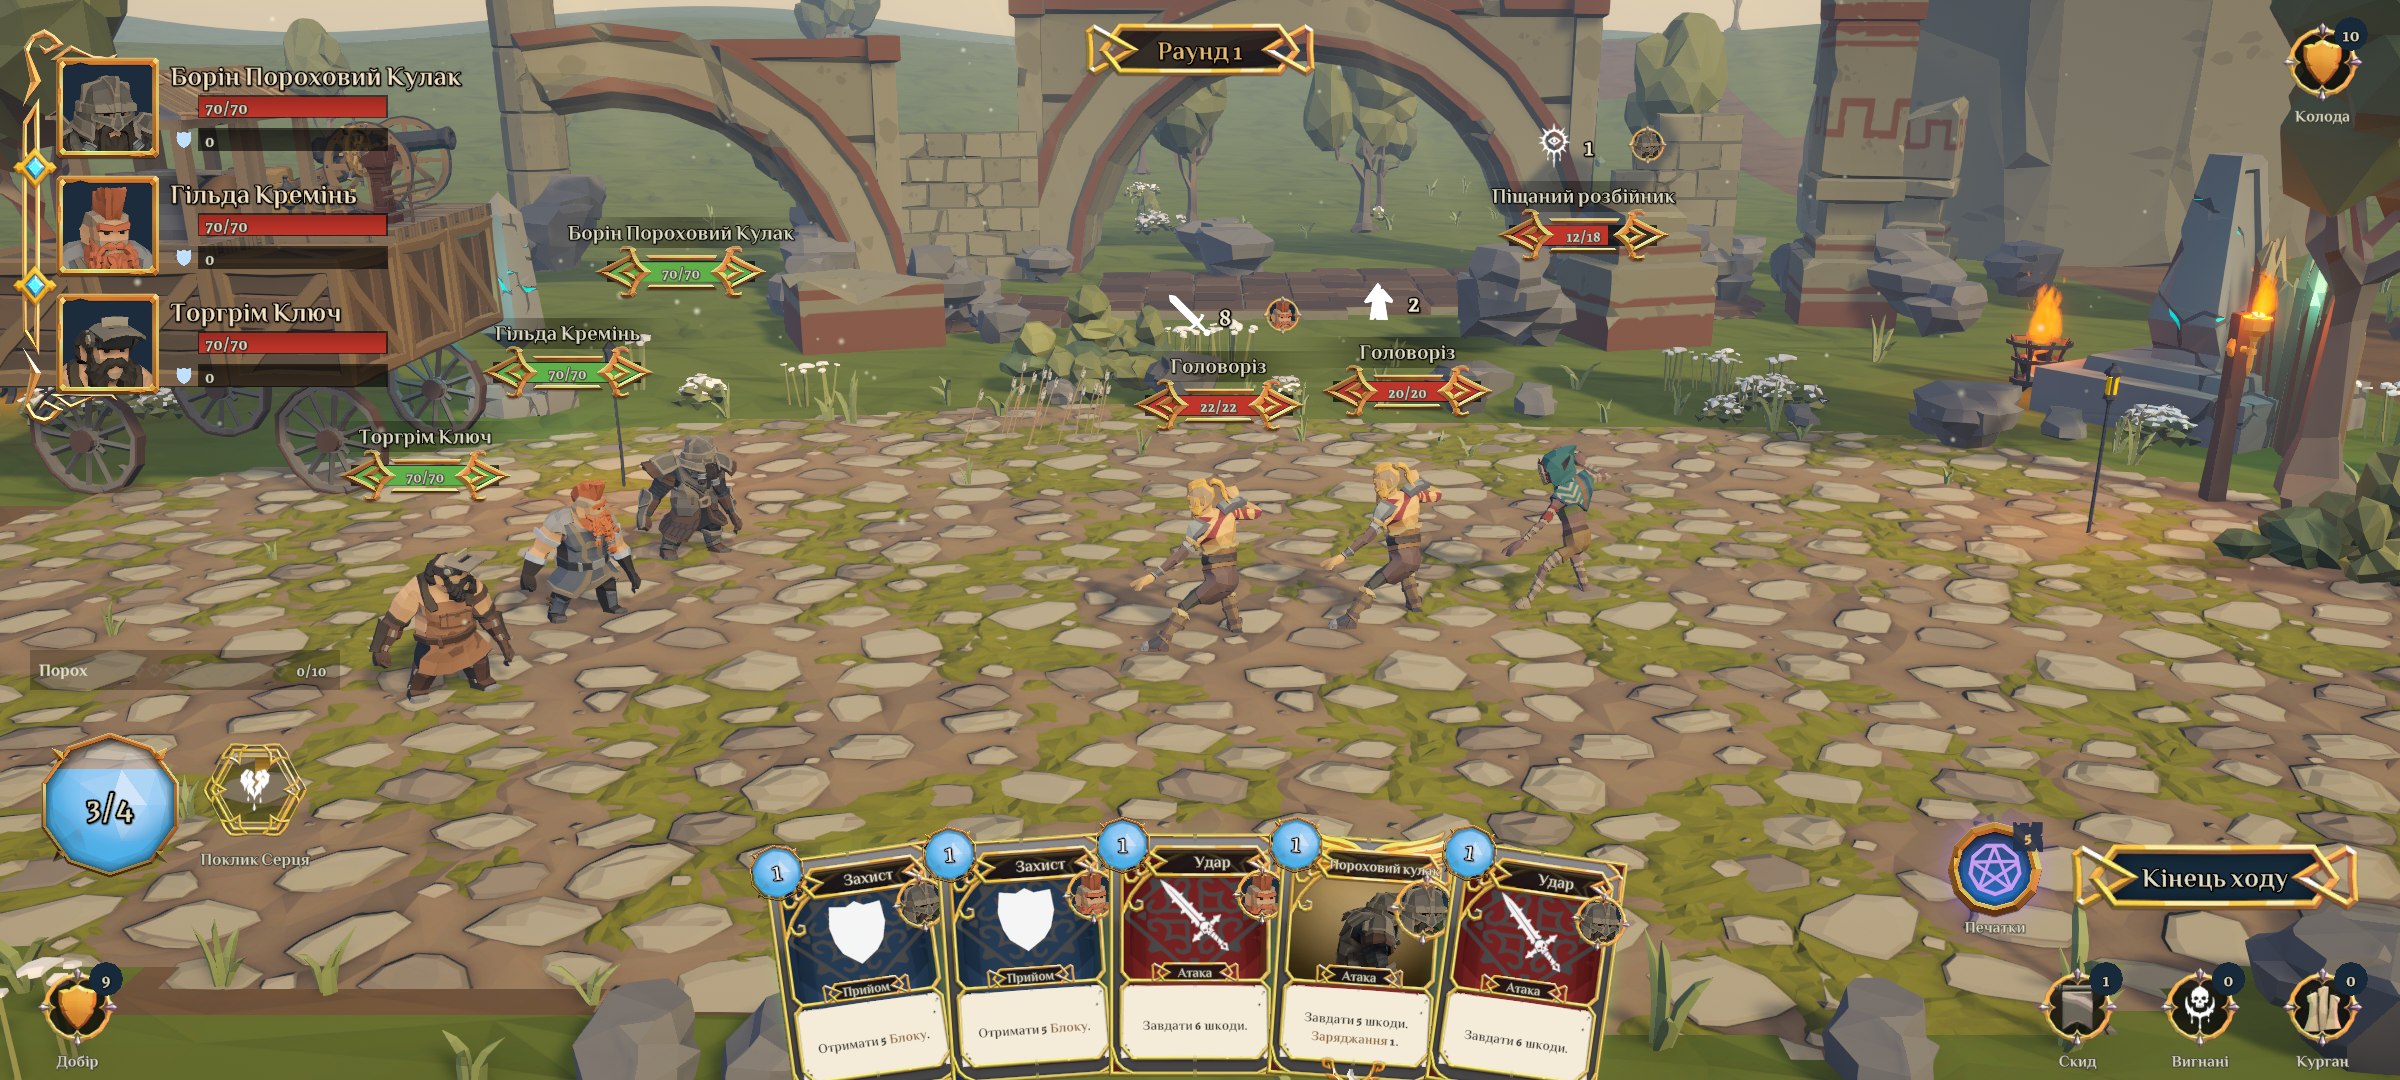 Раунд 1
10
Колода
Борін Пороховий Кулак
70/70
0
Гільда Кремінь
70/70
0
Торгрім Ключ
70/70
0
1
Піщаний розбійник
12/18
Борін Пороховий Кулак
70/70
Гільда Кремінь
70/70
Торгрім Ключ
70/70
8
Головоріз
22/22
2
Головоріз
20/20
Порох 0/10
3/4
Поклик Серця
9
Добір
1
Захист
Прийом
Отримати 5 Блоку.
1
Захист
Прийом
Отримати 5 Блоку.
1
Удар
Атака
Завдати 6 шкоди.
1
Пороховий кулак
Атака
Завдати 5 шкоди.
Заряджання 1.
1
Удар
Атака
Завдати 6 шкоди.
5
Печатки
Кінець ходу
1
Скид
0
Вигнані
0
Курган